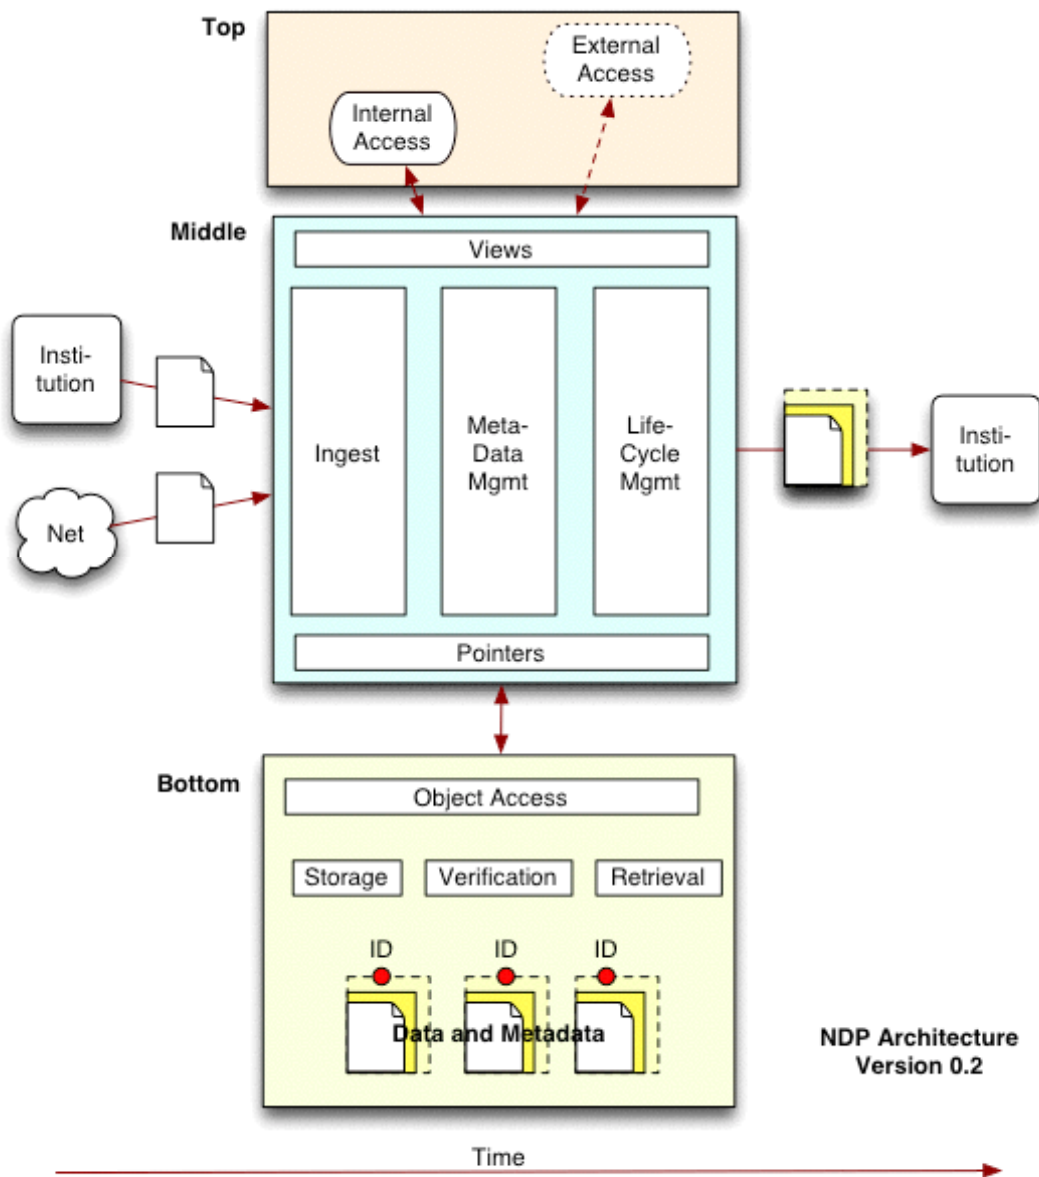 Top
External
Access
Internal
Access
Middle
Views
Insti-
tution
Net
Ingest
Meta-
Data
Mgmt
Life-
Cycle
Mgmt
Insti-
tution
Pointers
Bottom
Object Access
Storage
Verification
Retrieval
ID
ID
ID
Data and Metadata
NDP Architecture
Version 0.2
Time